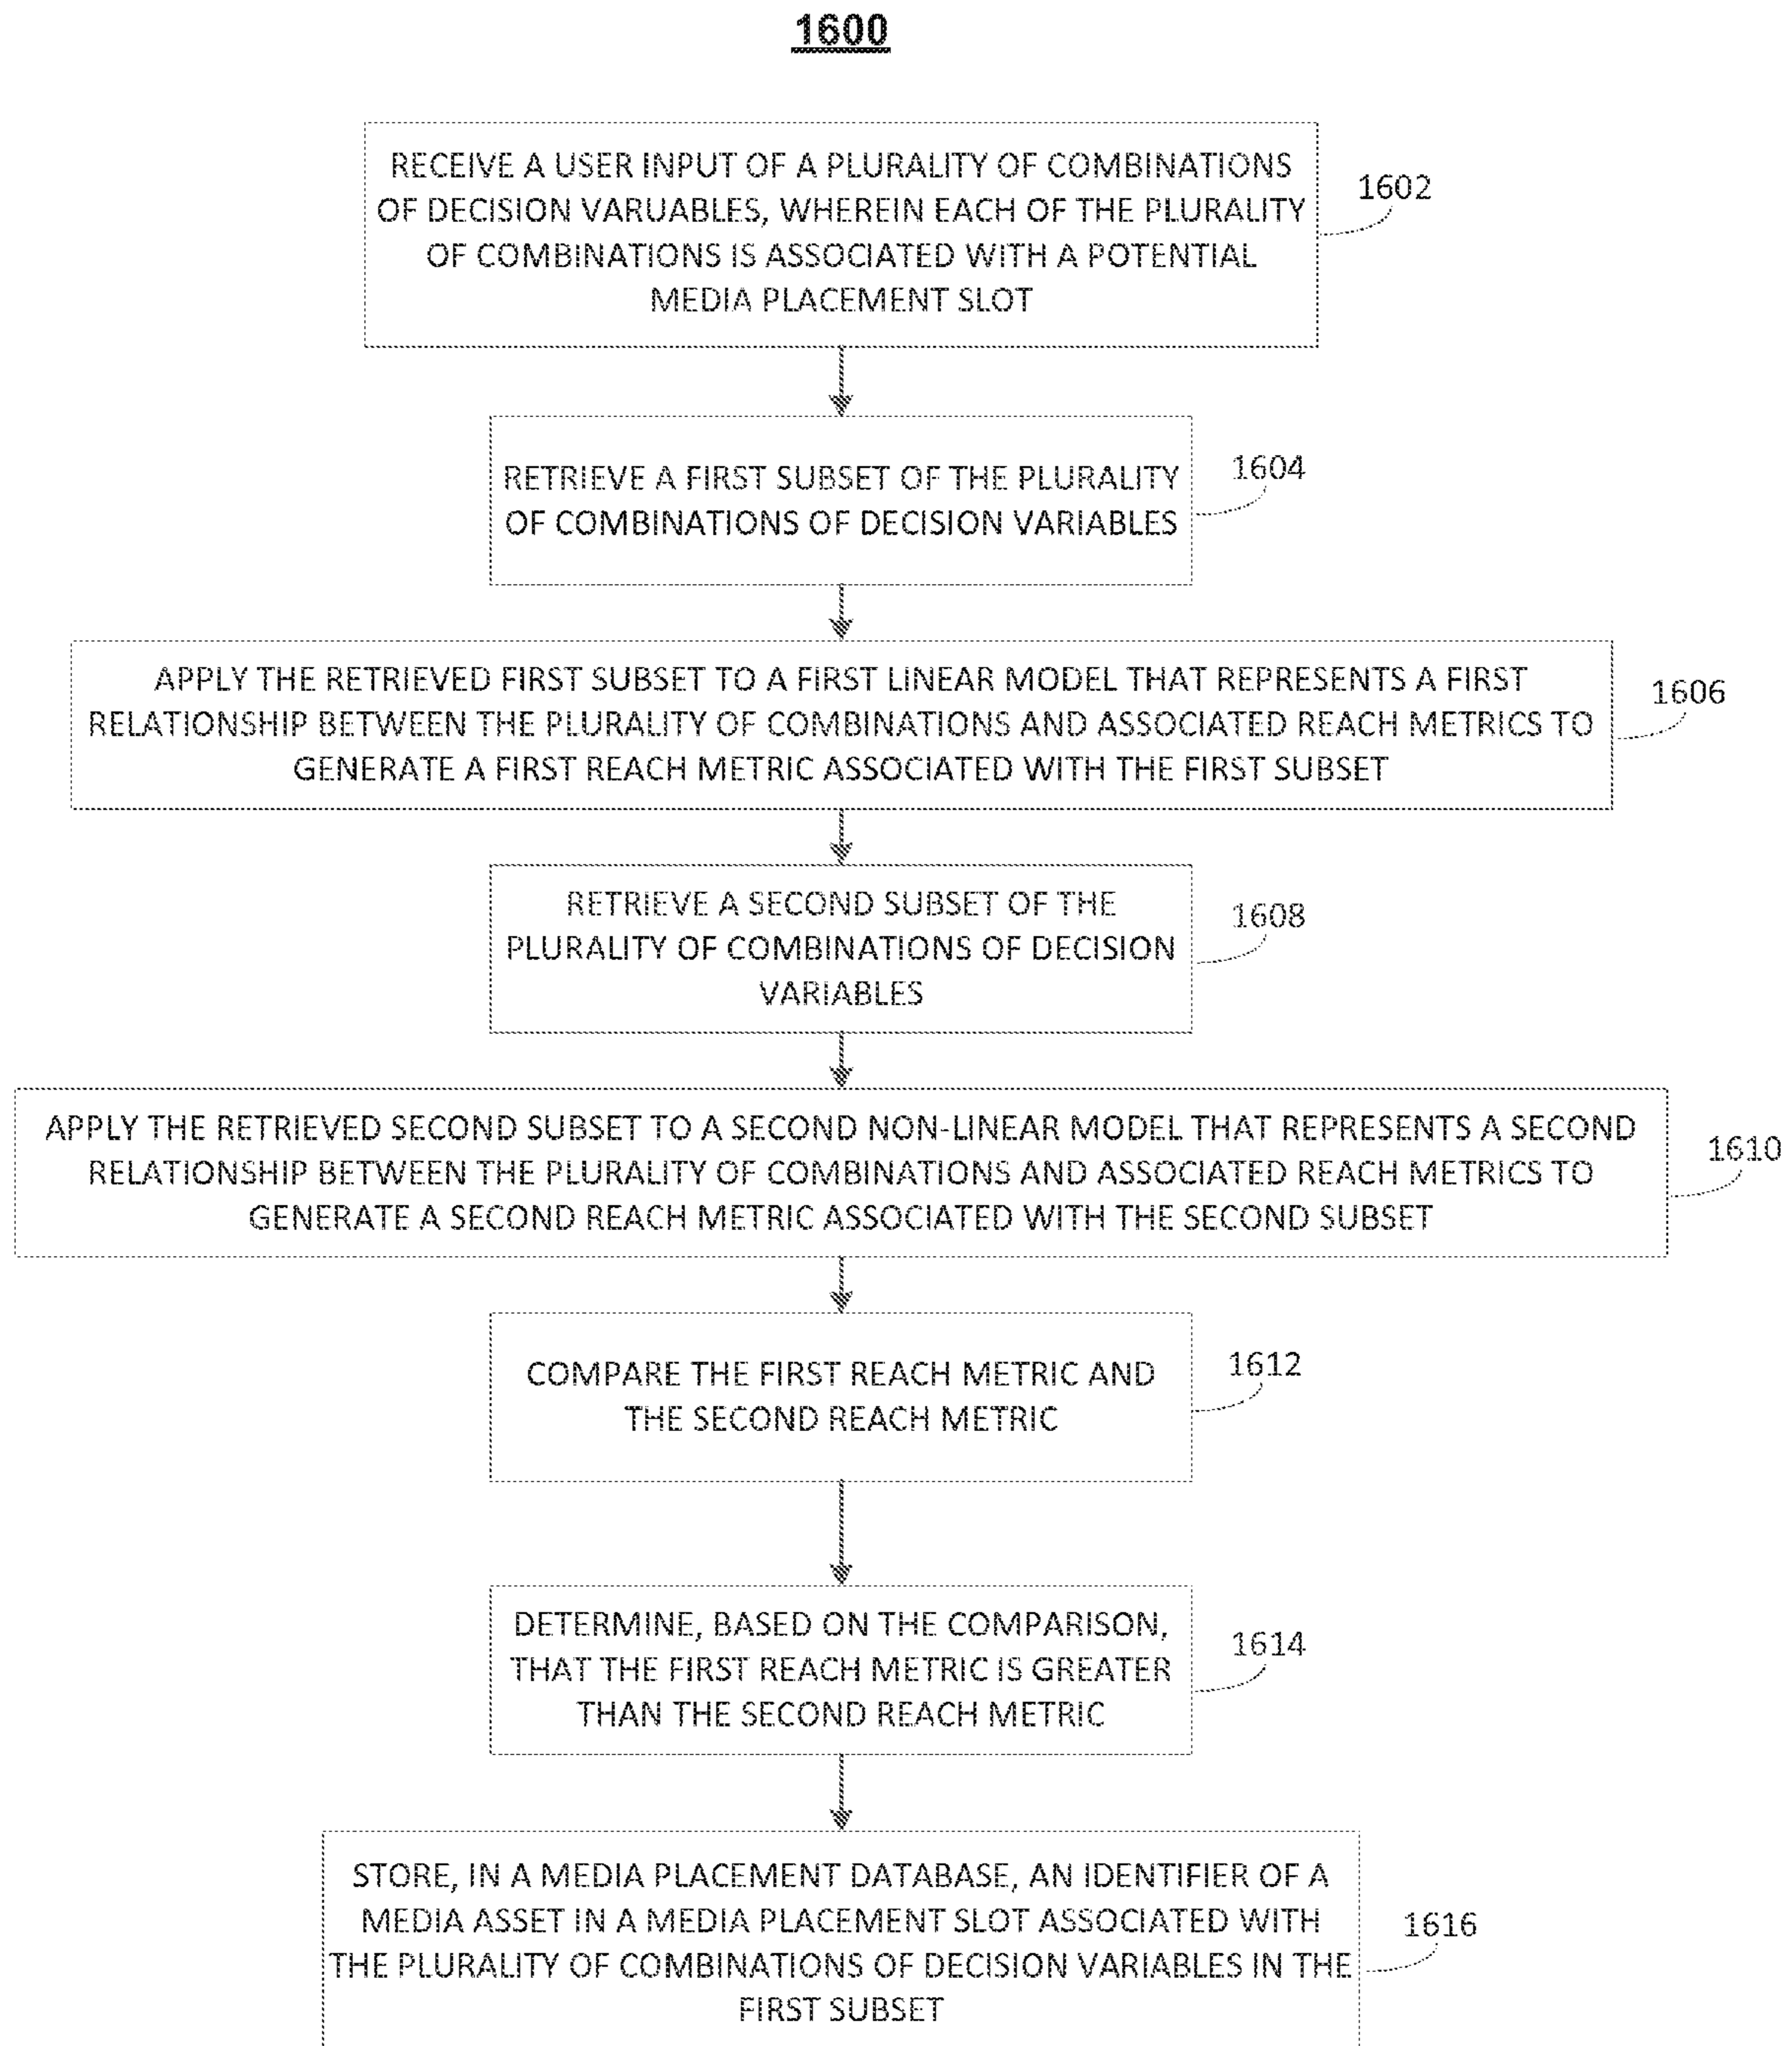 1600
RECEIVE A USER INPUT OF A PLURALITY OF COMBINATIONS
OF DECISION VARUABLES, WHEREIN EACH OF THE PLURALITY
OF COMBINATIONS IS ASSOCIATED WITH A POTENTIAL
MEDIA PLACEMENT SLOT
1602
RETRIEVE A FIRST SUBSET OF THE PLURALITY
OF COMBINATIONS OF DECISION VARIABLES
1604
APPLY THE RETRIEVED FIRST SUBSET TO A FIRST LINEAR MODEL THAT REPRESENTS A FIRST
RELATIONSHIP BETWEEN THE PLURALITY OF COMBINATIONS AND ASSOCIATED REACH METRICS TO
GENERATE A FIRST REACH METRIC ASSOCIATED WITH THE FIRST SUBSET
1606
RETRIEVE A SECOND SUBSET OF THE
PLURALITY OF COMBINATIONS OF DECISION
VARIABLES
1608
APPLY THE RETRIEVED SECOND SUBSET TO A SECOND NON-LINEAR MODEL THAT REPRESENTS A SECOND
RELATIONSHIP BETWEEN THE PLURALITY OF COMBINATIONS AND ASSOCIATED REACH METRICS TO
GENERATE A SECOND REACH METRIC ASSOCIATED WITH THE SECOND SUBSET
1610
COMPARE THE FIRST REACH METRIC AND
THE SECOND REACH METRIC
1612
DETERMINE, BASED ON THE COMPARISON,
THAT THE FIRST REACH METRIC IS GREATER
THAN THE SECOND REACH METRIC
1614
STORE, IN A MEDIA PLACEMENT DATABASE, AN IDENTIFIER OF A
MEDIA ASSET IN A MEDIA PLACEMENT SLOT ASSOCIATED WITH
THE PLURALITY OF COMBINATIONS OF DECISION VARIABLES IN THE
FIRST SUBSET
1616